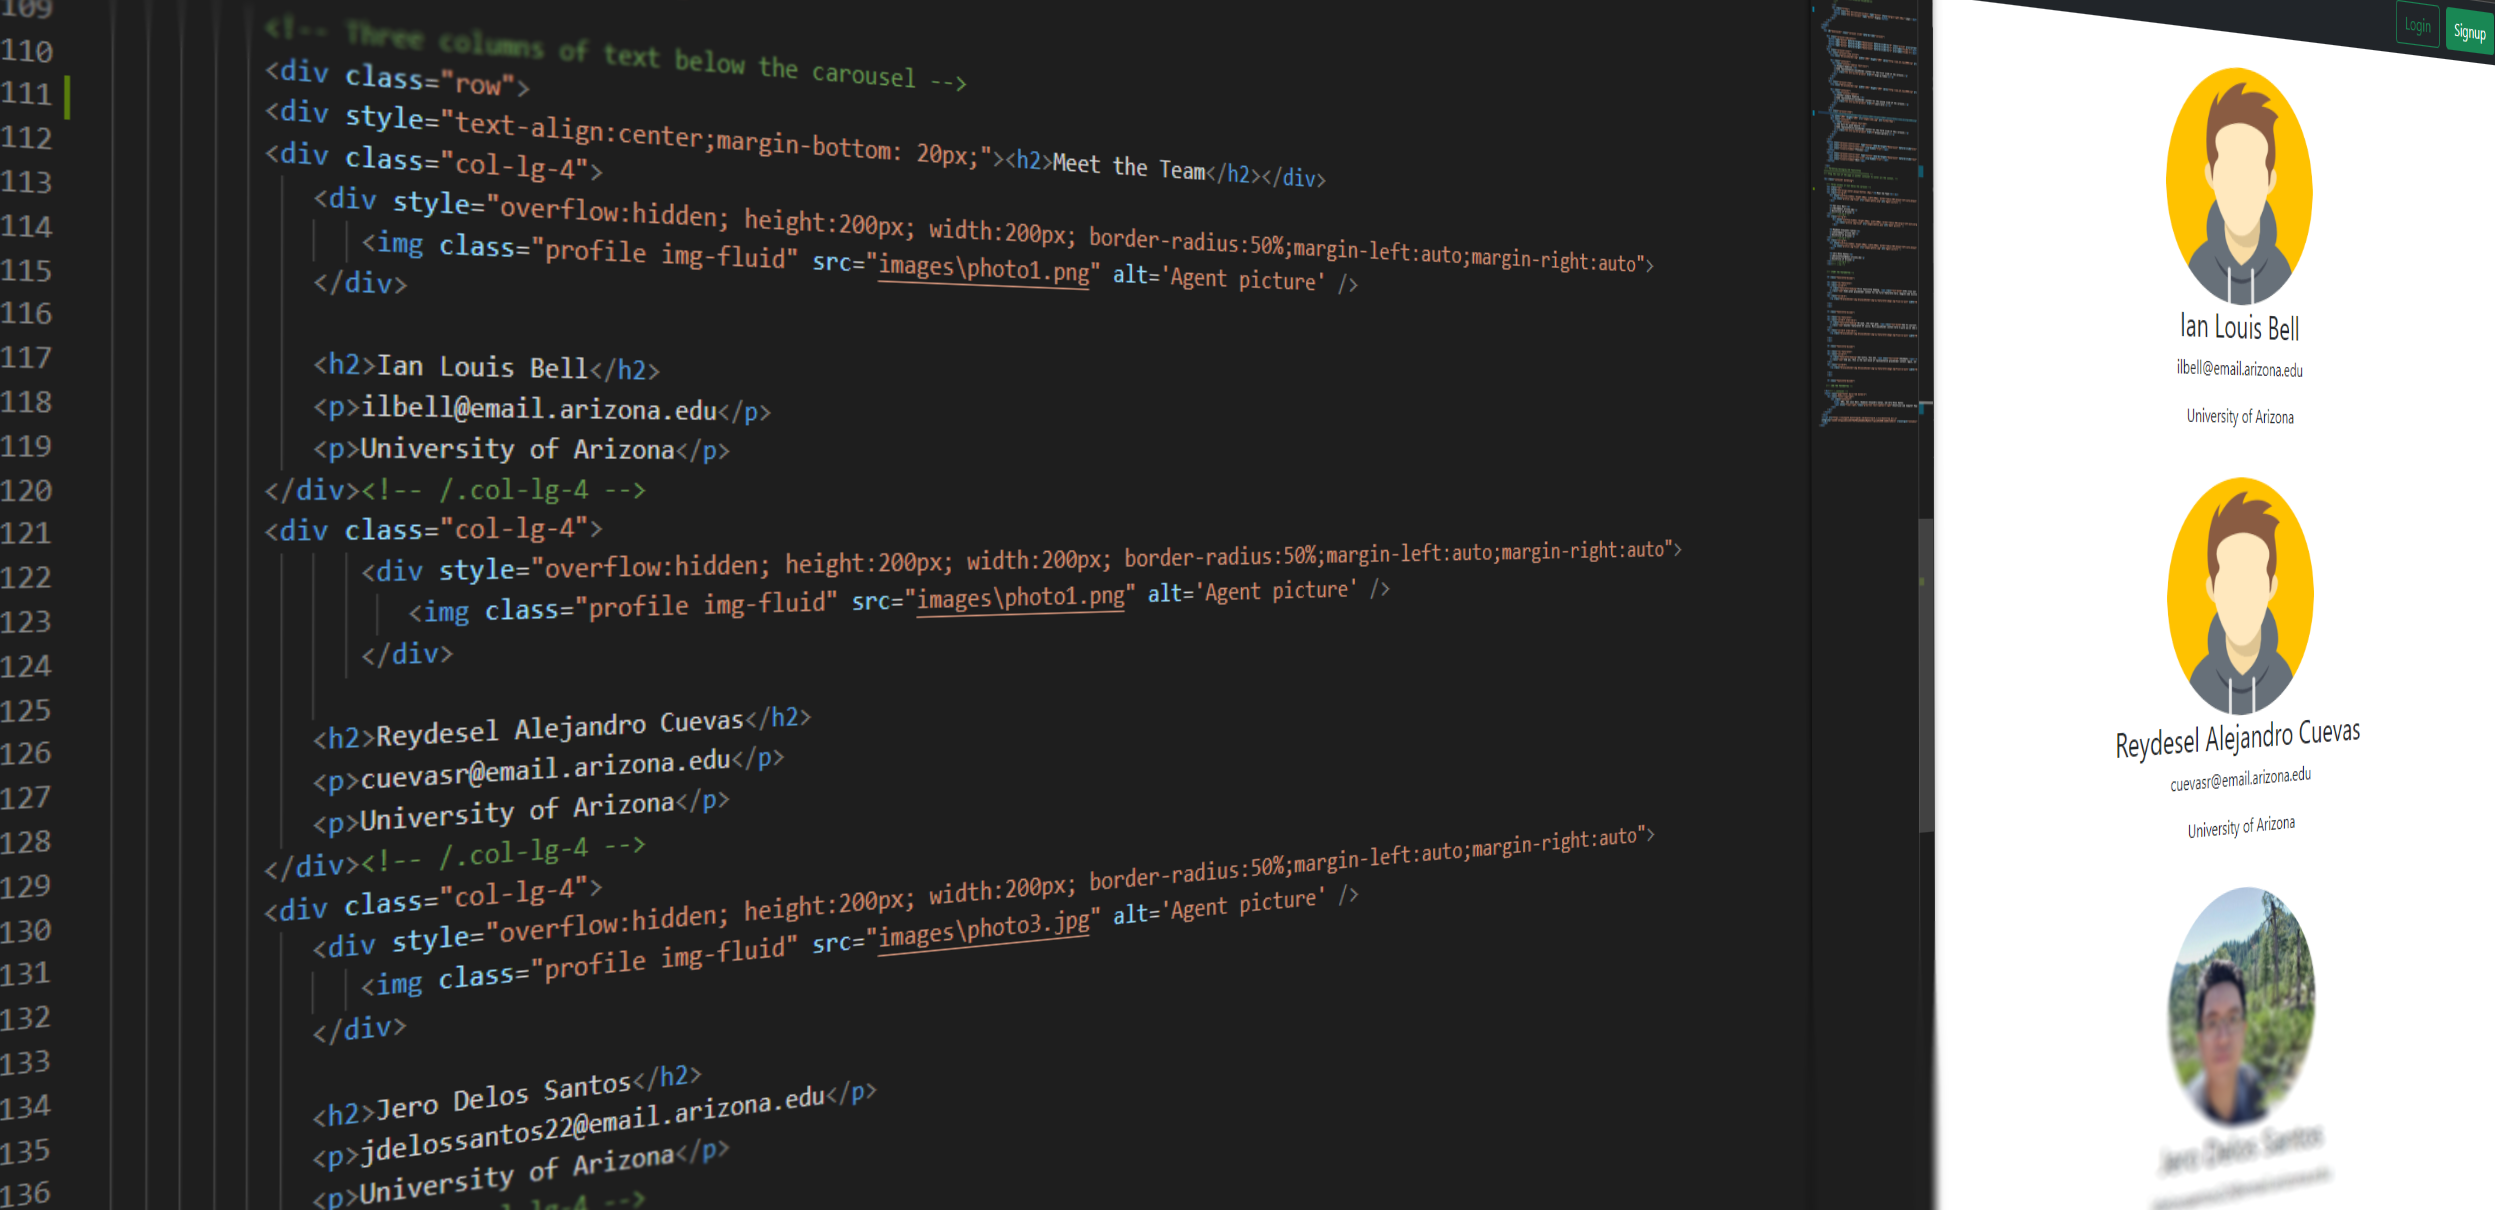 109
110
111
112
113
114
115
116
117
118
119
120
121
122
123
124
125
126
127
128
129
130
131
132
133
134
135
136
<!-- Three columns of text below the carousel -->
<div class="row">
<div style="text-align:center;margin-bottom: 20px;"><h2>Meet the Team</h2></div>
<div class="col-lg-4">
<div style="overflow:hidden; height:200px; width:200px; border-radius:50%;margin-left:auto;margin-right:auto">
<img class="profile img-fluid" src="images\photo1.png" alt='Agent picture' />
</div>
<h2>Ian Louis Bell</h2>
<p>ilbell@email.arizona.edu</p>
<p>University of Arizona</p>
</div><!-- /.col-lg-4 -->
<div class="col-lg-4">
<div style="overflow:hidden; height:200px; width:200px; border-radius:50%;margin-left:auto;margin-right:auto">
<img class="profile img-fluid" src="images\photo1.png" alt='Agent picture' />
</div>
<h2>Reydesel Alejandro Cuevas</h2>
<p>cuevasr@email.arizona.edu</p>
<p>University of Arizona</p>
</div><!-- /.col-lg-4 -->
<div class="col-lg-4">
<div style="overflow:hidden; height:200px; width:200px; border-radius:50%;margin-left:auto;margin-right:auto">
<img class="profile img-fluid" src="images\photo3.jpg" alt='Agent picture' />
</div>
<h2>Jero Delos Santos</h2>
<p>jdelossantos22@email.arizona.edu</p>
<p>University of Arizona</p>
col-lg-4 -->
Login Signup
Ian Louis Bell
ilbell@email.arizona.edu
University of Arizona
Reydesel Alejandro Cuevas
cuevasr@email.arizona.edu
University of Arizona
Jero Delos Santos